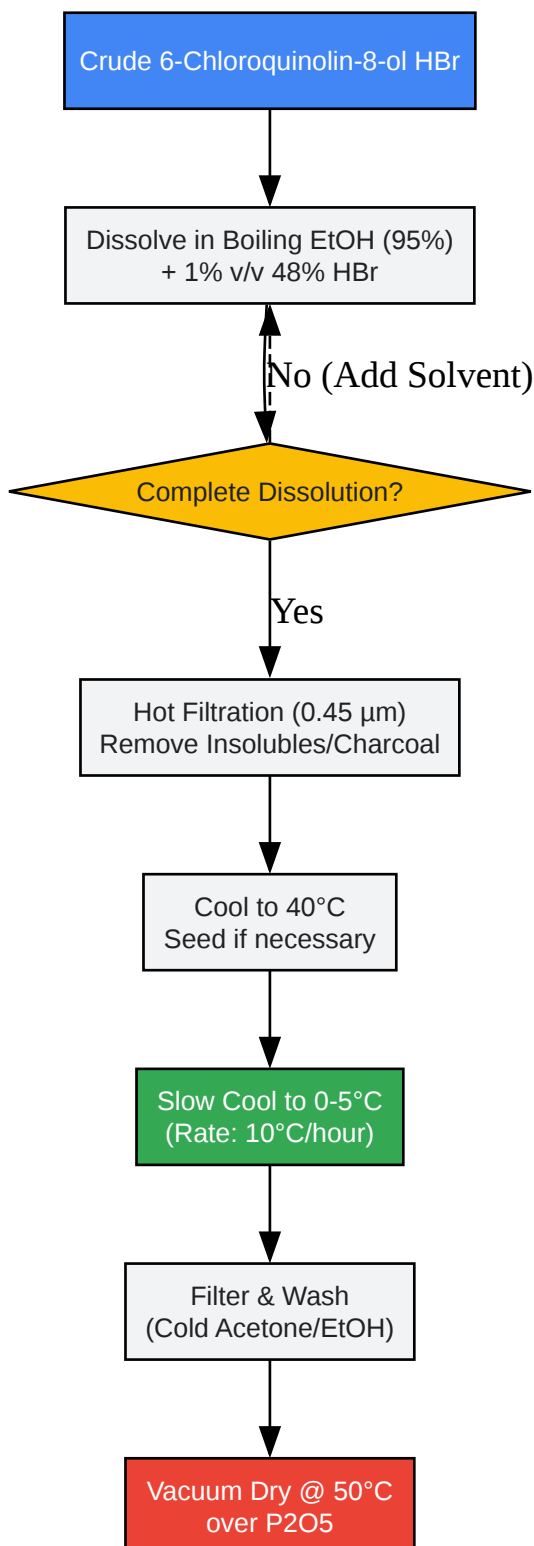 Crude 6-Chloroquinolin-8-ol HBr
Dissolve in Boiling EtOH (95%)
+ 1% v/v 48% HBr
No (Add Solvent)
Complete Dissolution?
Yes
Hot Filtration (0.45 µm)
Remove Insolubles/Charcoal
Cool to 40°C
Seed if necessary
Slow Cool to 0-5°C
(Rate: 10°C/hour)
Filter & Wash
(Cold Acetone/EtOH)
Vacuum Dry @ 50°C
over P2O5